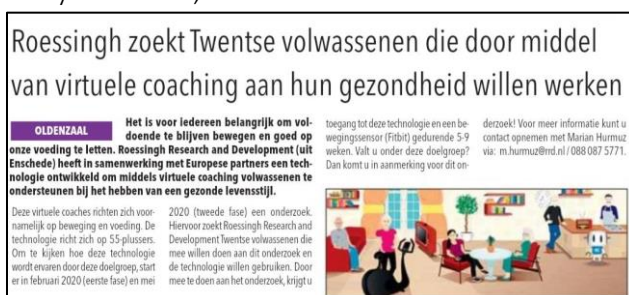 Roessingh zoekt Twentse volwassenen die door middel
van virtuele coaching aan hun gezondheid willen werken
OLDENZAAL Het is voor iedereen belangrijk om vol-
doende te blijven bewegen en goed op
onze voeding te letten. Roessingh Research and Development (uit
Enschede) heeft in samenwerking met Europese partners een tech-
nologie ontwikkeld om middels virtuele coaching volwassenen te
ondersteunen bij het hebben van een gezonde levensstijl.
Deze virtuele coaches richten zich voor-
namelijk op beweging en voeding. De
technologie richt zich op 55-plussers.
Om te kijken hoe deze technologie
wordt ervaren door deze doelgroep, start
er in februari 2020 (eerste fase) en mei
2020 (tweede fase) een onderzoek.
Hiervoor zoekt Roessingh Research and
Development Twentse volwassenen die
mee willen doen aan dit onderzoek en
de technologie willen gebruiken. Door
mee te doen aan het onderzoek, krijgt u
toegang tot deze technologie en een be-
wegingssensor (Fitbit) gedurende 5-9
weken. Valt u onder deze doelgroep?
Dan komt u in aanmerking voor dit on-
derzoek! Voor meer informatie kunt u
contact opnemen met Marian Hurmuz
via: m.hurmuz@rrd.nl / 088 087 5771.